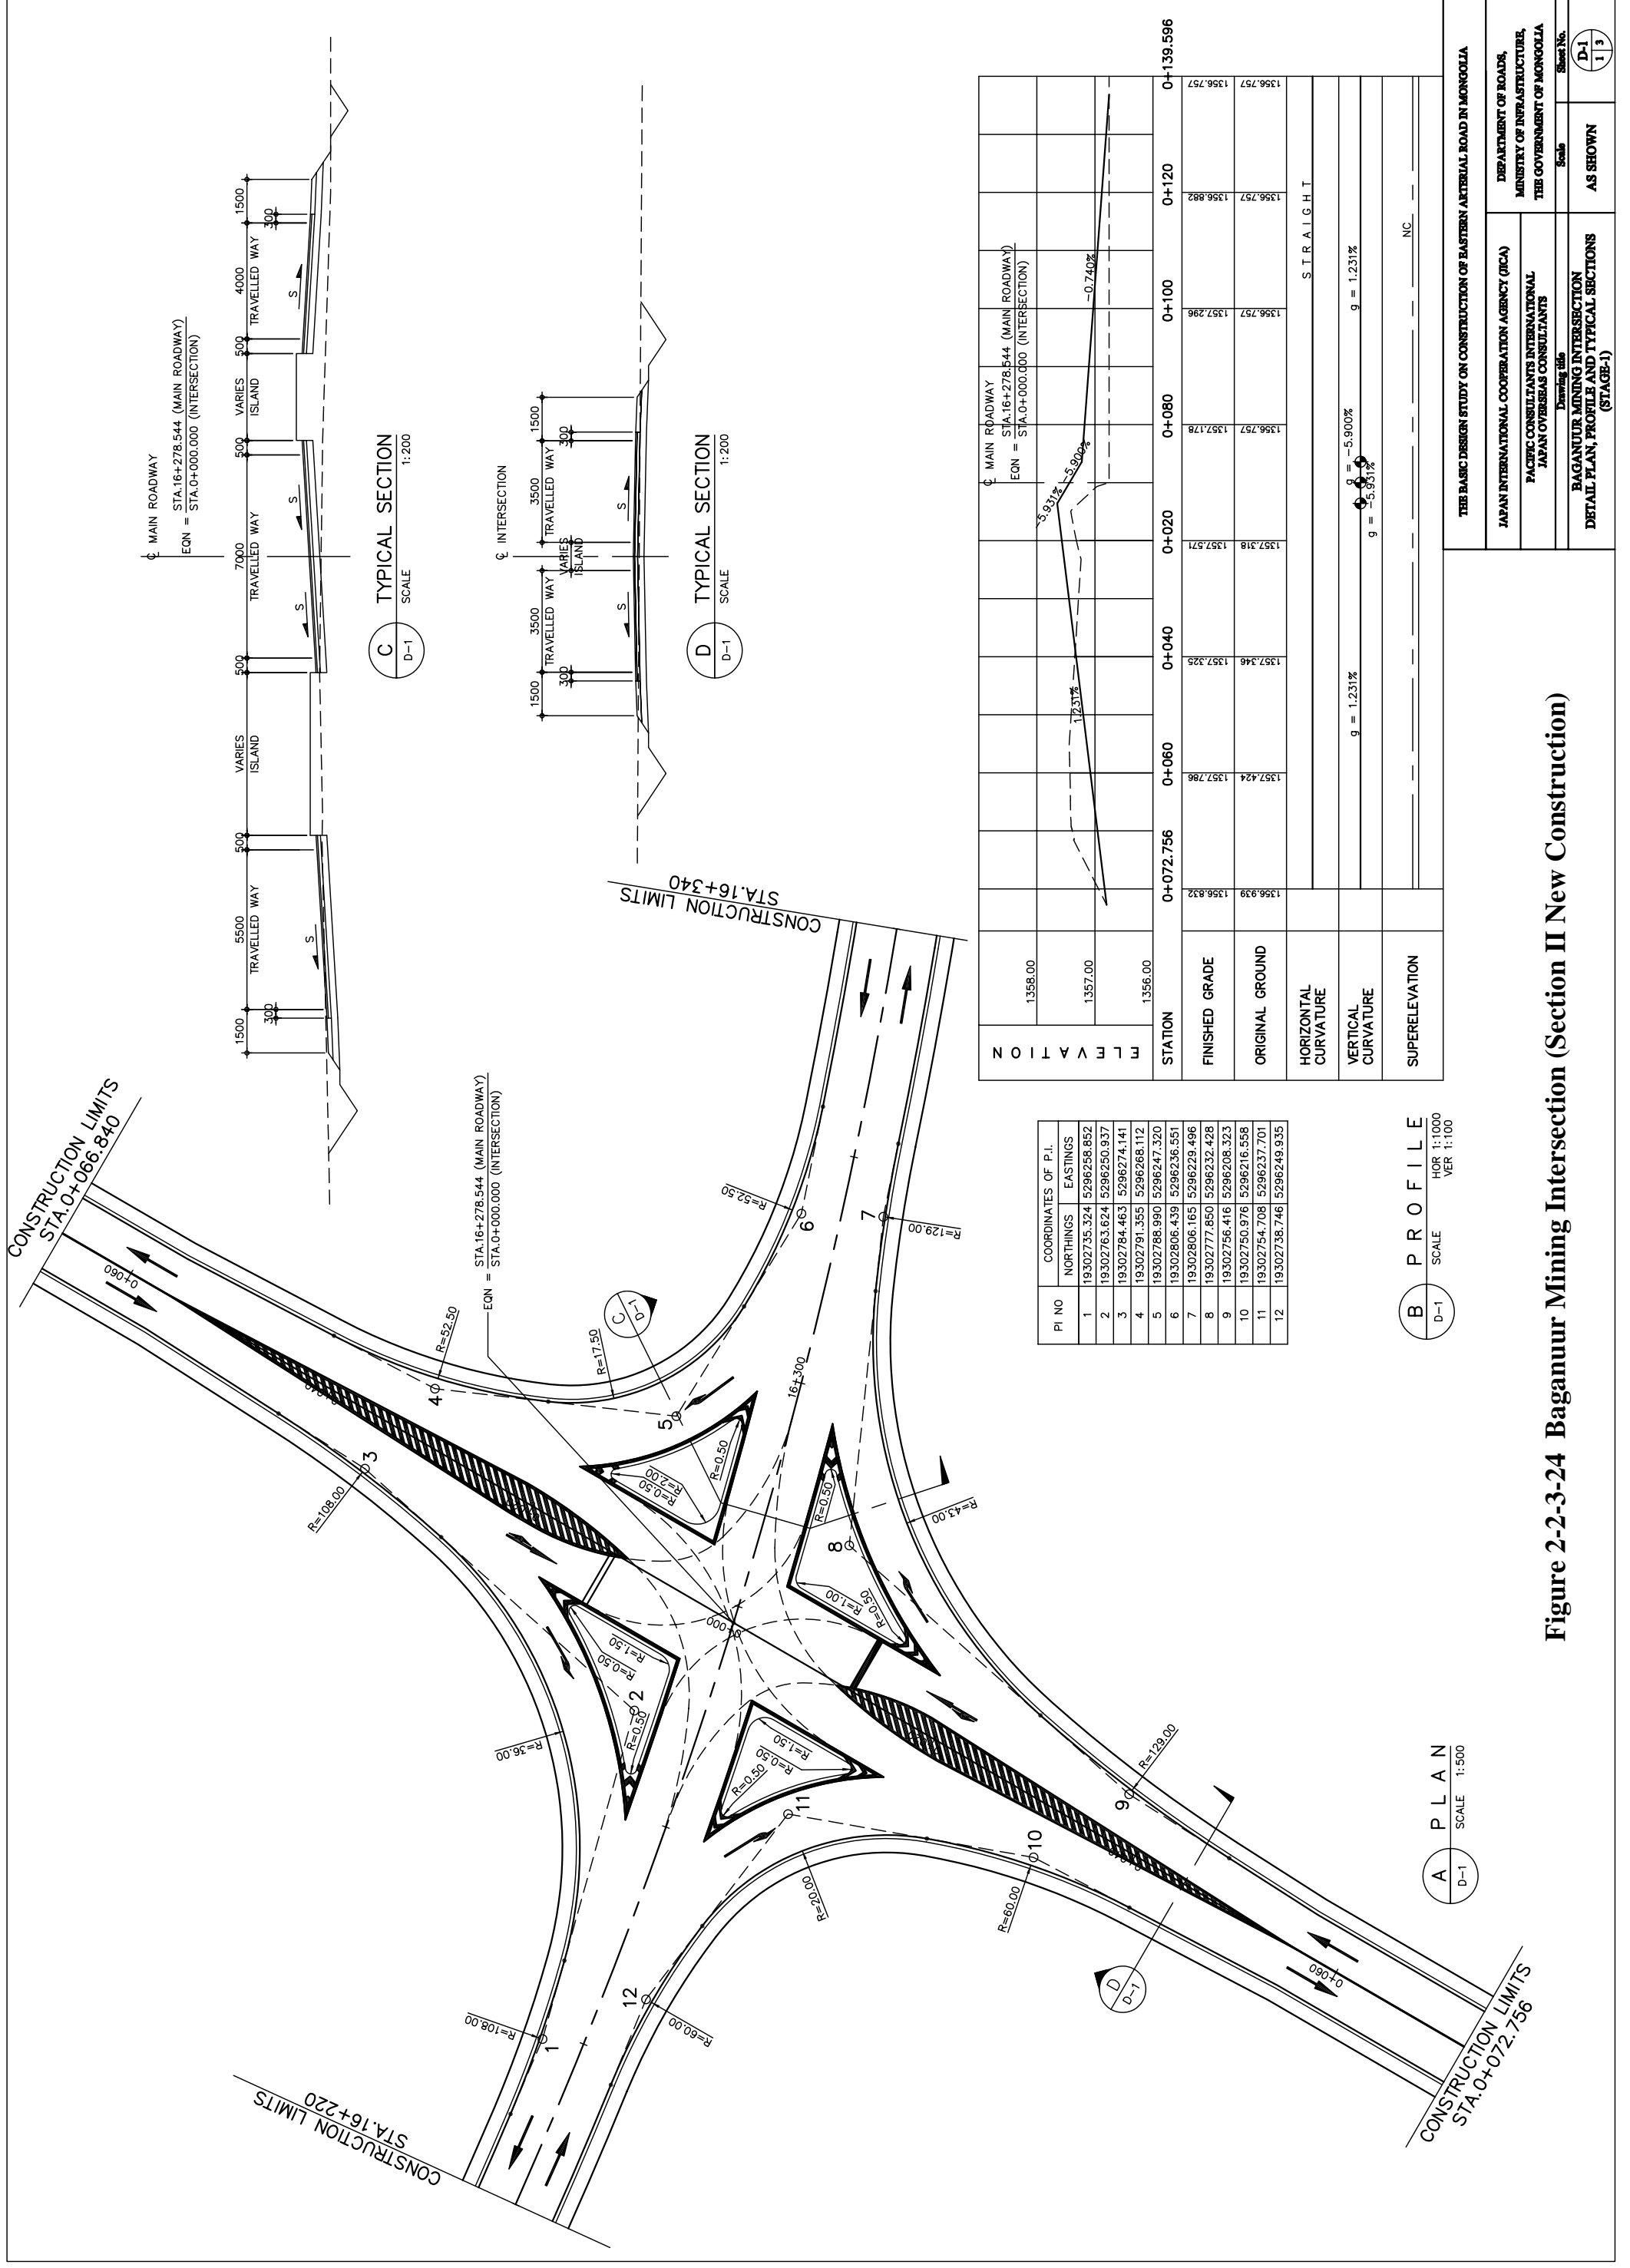 CONSTRUCTION LIMITS
STA.16+220
CONSTRUCTION LIMITS
STA.0+066.840
CONSTRUCTION LIMITS
STA.16+340
CONSTRUCTION LIMITS
STA.0+072.756
EQN = STA.16+278.544 (MAIN ROADWAY)
STA.0+000.000 (INTERSECTION)
1
R=108.00
12
R=60.00
R=36.00
2
R=0.50
R=0.50
R=1.50
3
R=108.00
4
R=52.50
R=17.50
5
R=0.50
R=2.00
R=0.50
6
R=52.50
7
R=129.00
8
R=0.50
R=1.00
R=0.50
R=43.00
9
R=129.00
10
R=60.00
11
R=20.00
R=0.50
R=0.50
R=1.50
0+060
0+000
16+300
0+060
C
D-1
D
D-1
A
D-1
P L A N
SCALE 1:500
MAIN ROADWAY
EQN = STA.16+278.544 (MAIN ROADWAY)
STA.0+000.000 (INTERSECTION)
1500 5500 500 VARIES 500 7000 500 VARIES 500 4000 1500
300 TRAVELLED WAY ISLAND TRAVELLED WAY ISLAND TRAVELLED WAY 300
S S S S
C
D-1
TYPICAL SECTION
SCALE 1:200
INTERSECTION
1500 3500 3500 1500
300 TRAVELLED WAY VARIES TRAVELLED WAY 300
ISLAND
S S
D
D-1
TYPICAL SECTION
SCALE 1:200
COORDINATES OF P.I.
PI NO NORTHINGS EASTINGS
1 19302735.324 5296258.852
2 19302763.624 5296250.937
3 19302784.463 5296274.141
4 19302791.355 5296268.112
5 19302788.990 5296247.320
6 19302806.439 5296236.551
7 19302806.165 5296229.496
8 19302777.850 5296232.428
9 19302756.416 5296208.323
10 19302750.976 5296216.558
11 19302754.708 5296237.701
12 19302738.746 5296249.935
B
D-1
P R O F I L E
SCALE HOR 1:1000
VER 1:100
MAIN ROADWAY
EQN = STA.16+278.544 (MAIN ROADWAY)
STA.0+000.000 (INTERSECTION)
E L E V A T I O N
1358.00
1357.00
1356.00
1.231% -5.931% -5.900% -0.740%
STATION 0+072.756 0+060 0+040 0+020 0+080 0+100 0+120 0+139.596
FINISHED GRADE 1356.832 1357.786 1357.325 1357.571 1357.178 1357.296 1356.882 1356.757
ORIGINAL GROUND 1356.939 1357.424 1357.346 1357.318 1356.757 1356.757 1356.757 1356.757
HORIZONTAL
CURVATURE
S T R A I G H T
VERTICAL
CURVATURE
g = 1.231% g = -5.931% g = -5.900% g = 1.231%
SUPERELEVATION NC
THE BASIC DESIGN STUDY ON CONSTRUCTION OF EASTERN ARTERIAL ROAD IN MONGOLIA
JAPAN INTERNATIONAL COOPERATION AGENCY (JICA)
PACIFIC CONSULTANTS INTERNATIONAL
JAPAN OVERSEAS CONSULTANTS
DEPARTMENT OF ROADS,
MINISTRY OF INFRASTRUCTURE,
THE GOVERNMENT OF MONGOLIA
Drawing title Scale Sheet No.
BAGANUUR MINING INTERSECTION
DETAIL PLAN, PROFILE AND TYPICAL SECTIONS
(STAGE-1)
AS SHOWN
D-1
1 3
Figure 2-2-3-24 Baganuur Mining Intersection (Section II New Construction)